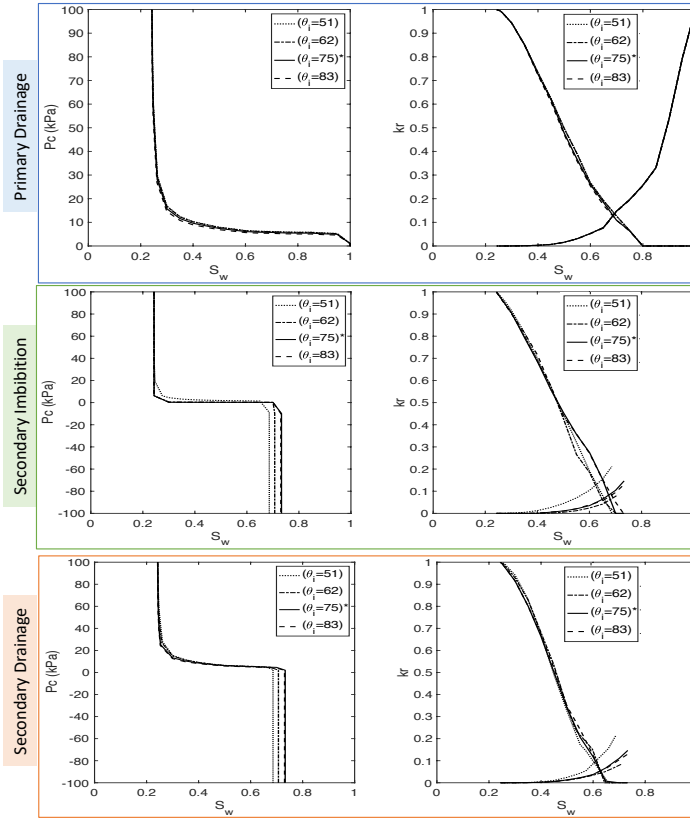 Primary Drainage
Pc (kPa)
100
90
80
70
60
50
40
30
20
10
0
0 0.2 0.4 0.6 0.8 1
Sw
(θi=51)
(θi=62)
(θi=75)*
(θi=83)
kr
1
0.9
0.8
0.7
0.6
0.5
0.4
0.3
0.2
0.1
0
0 0.2 0.4 0.6 0.8
Sw
(θi=51)
(θi=62)
(θi=75)*
(θi=83)
Secondary Imbibition
Pc (kPa)
100
80
60
40
20
0
-20
-40
-60
-80
-100
0 0.2 0.4 0.6 0.8 1
Sw
(θi=51)
(θi=62)
(θi=75)*
(θi=83)
kr
1
0.9
0.8
0.7
0.6
0.5
0.4
0.3
0.2
0.1
0
0 0.2 0.4 0.6 0.8
Sw
(θi=51)
(θi=62)
(θi=75)*
(θi=83)
Secondary Drainage
Pc (kPa)
100
80
60
40
20
0
-20
-40
-60
-80
-100
0 0.2 0.4 0.6 0.8 1
Sw
(θi=51)
(θi=62)
(θi=75)*
(θi=83)
kr
1
0.9
0.8
0.7
0.6
0.5
0.4
0.3
0.2
0.1
0
0 0.2 0.4 0.6 0.8
Sw
(θi=51)
(θi=62)
(θi=75)*
(θi=83)